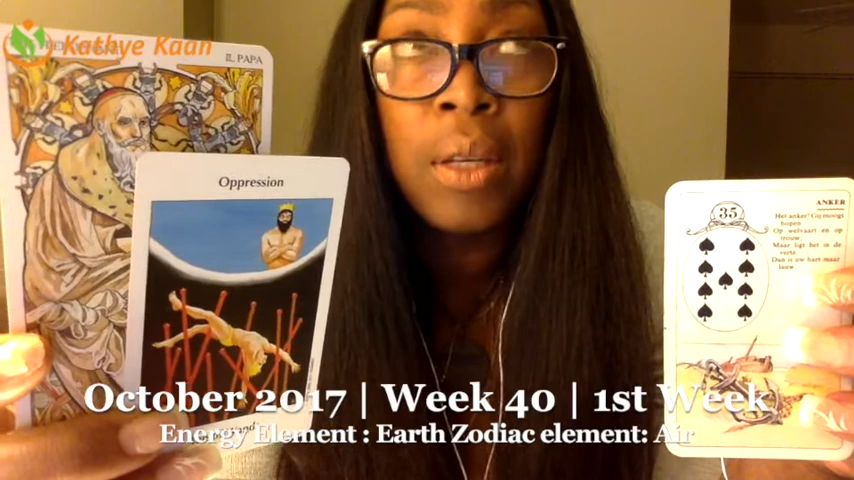 Kathye Kaan
IL PAPA
Oppression
35
ANKER
Het anker! Gij moogt
hopen
Op welvaart en op
trouw,
Maar ligt het in de
verte,
Dan is uw hart maar
lauw.
October 2017 | Week 40 | 1st Week
Energy Element : Earth Zodiac element: Air